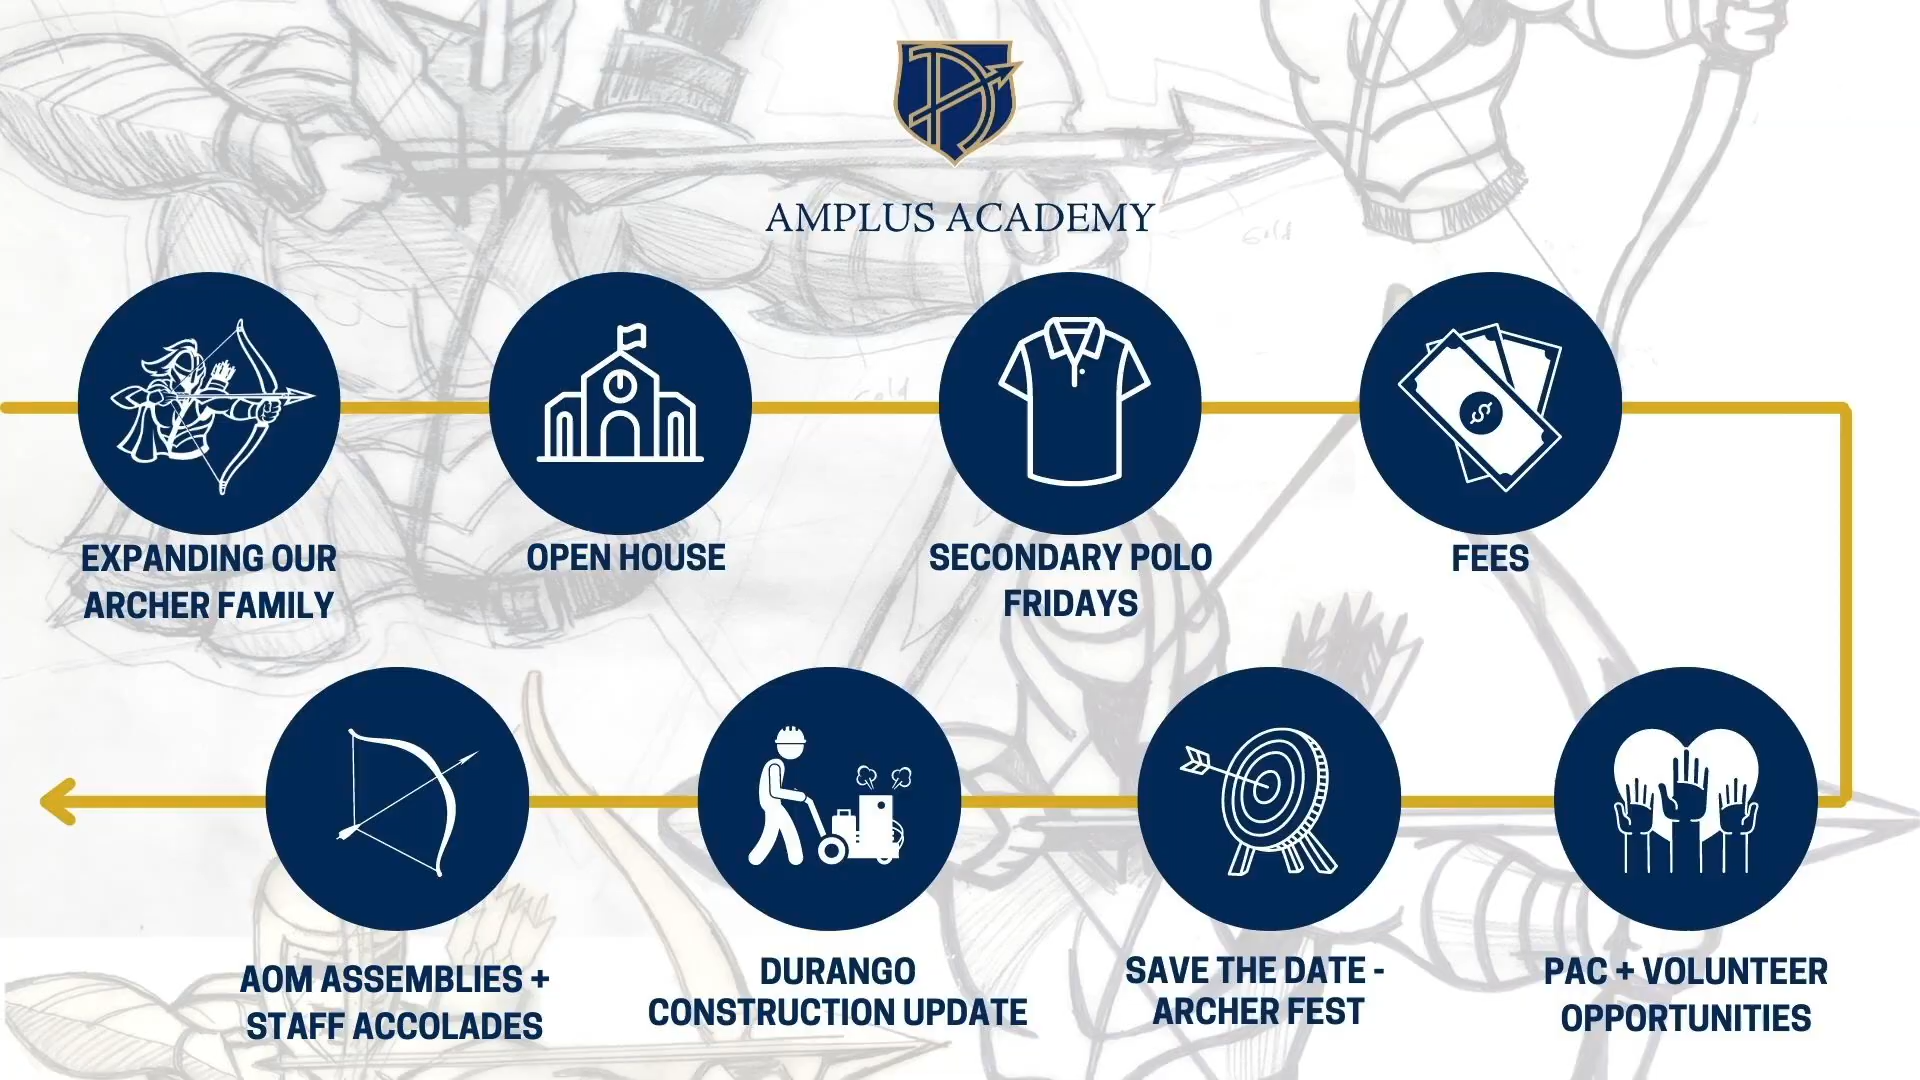 AMPLUS ACADEMY
EXPANDING OUR
ARCHER FAMILY
OPEN HOUSE
SECONDARY POLO
FRIDAYS
FEES
AOM ASSEMBLIES +
STAFF ACCOLADES
DURANGO
CONSTRUCTION UPDATE
SAVE THE DATE -
ARCHER FEST
PAC + VOLUNTEER
OPPORTUNITIES